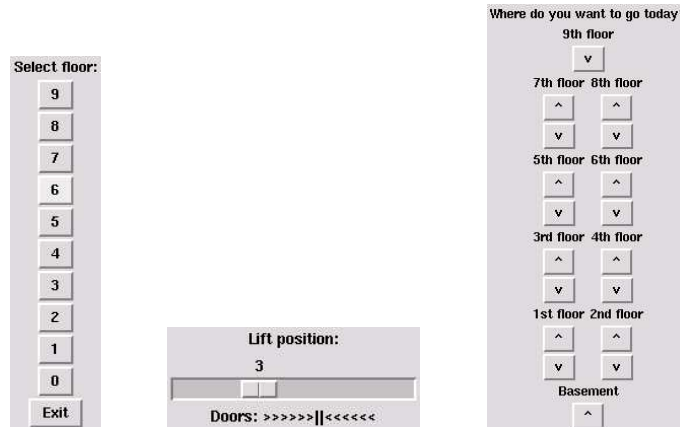 Select floor:
9
8
7
6
5
4
3
2
1
0
Exit
Lift position:
3
Doors: >>>>>>||<<<<<<
Where do you want to go today
9th floor
v
7th floor 8th floor
^ ^
v v
5th floor 6th floor
^ ^
v v
3rd floor 4th floor
^ ^
v v
1st floor 2nd floor
^ ^
v v
Basement
^